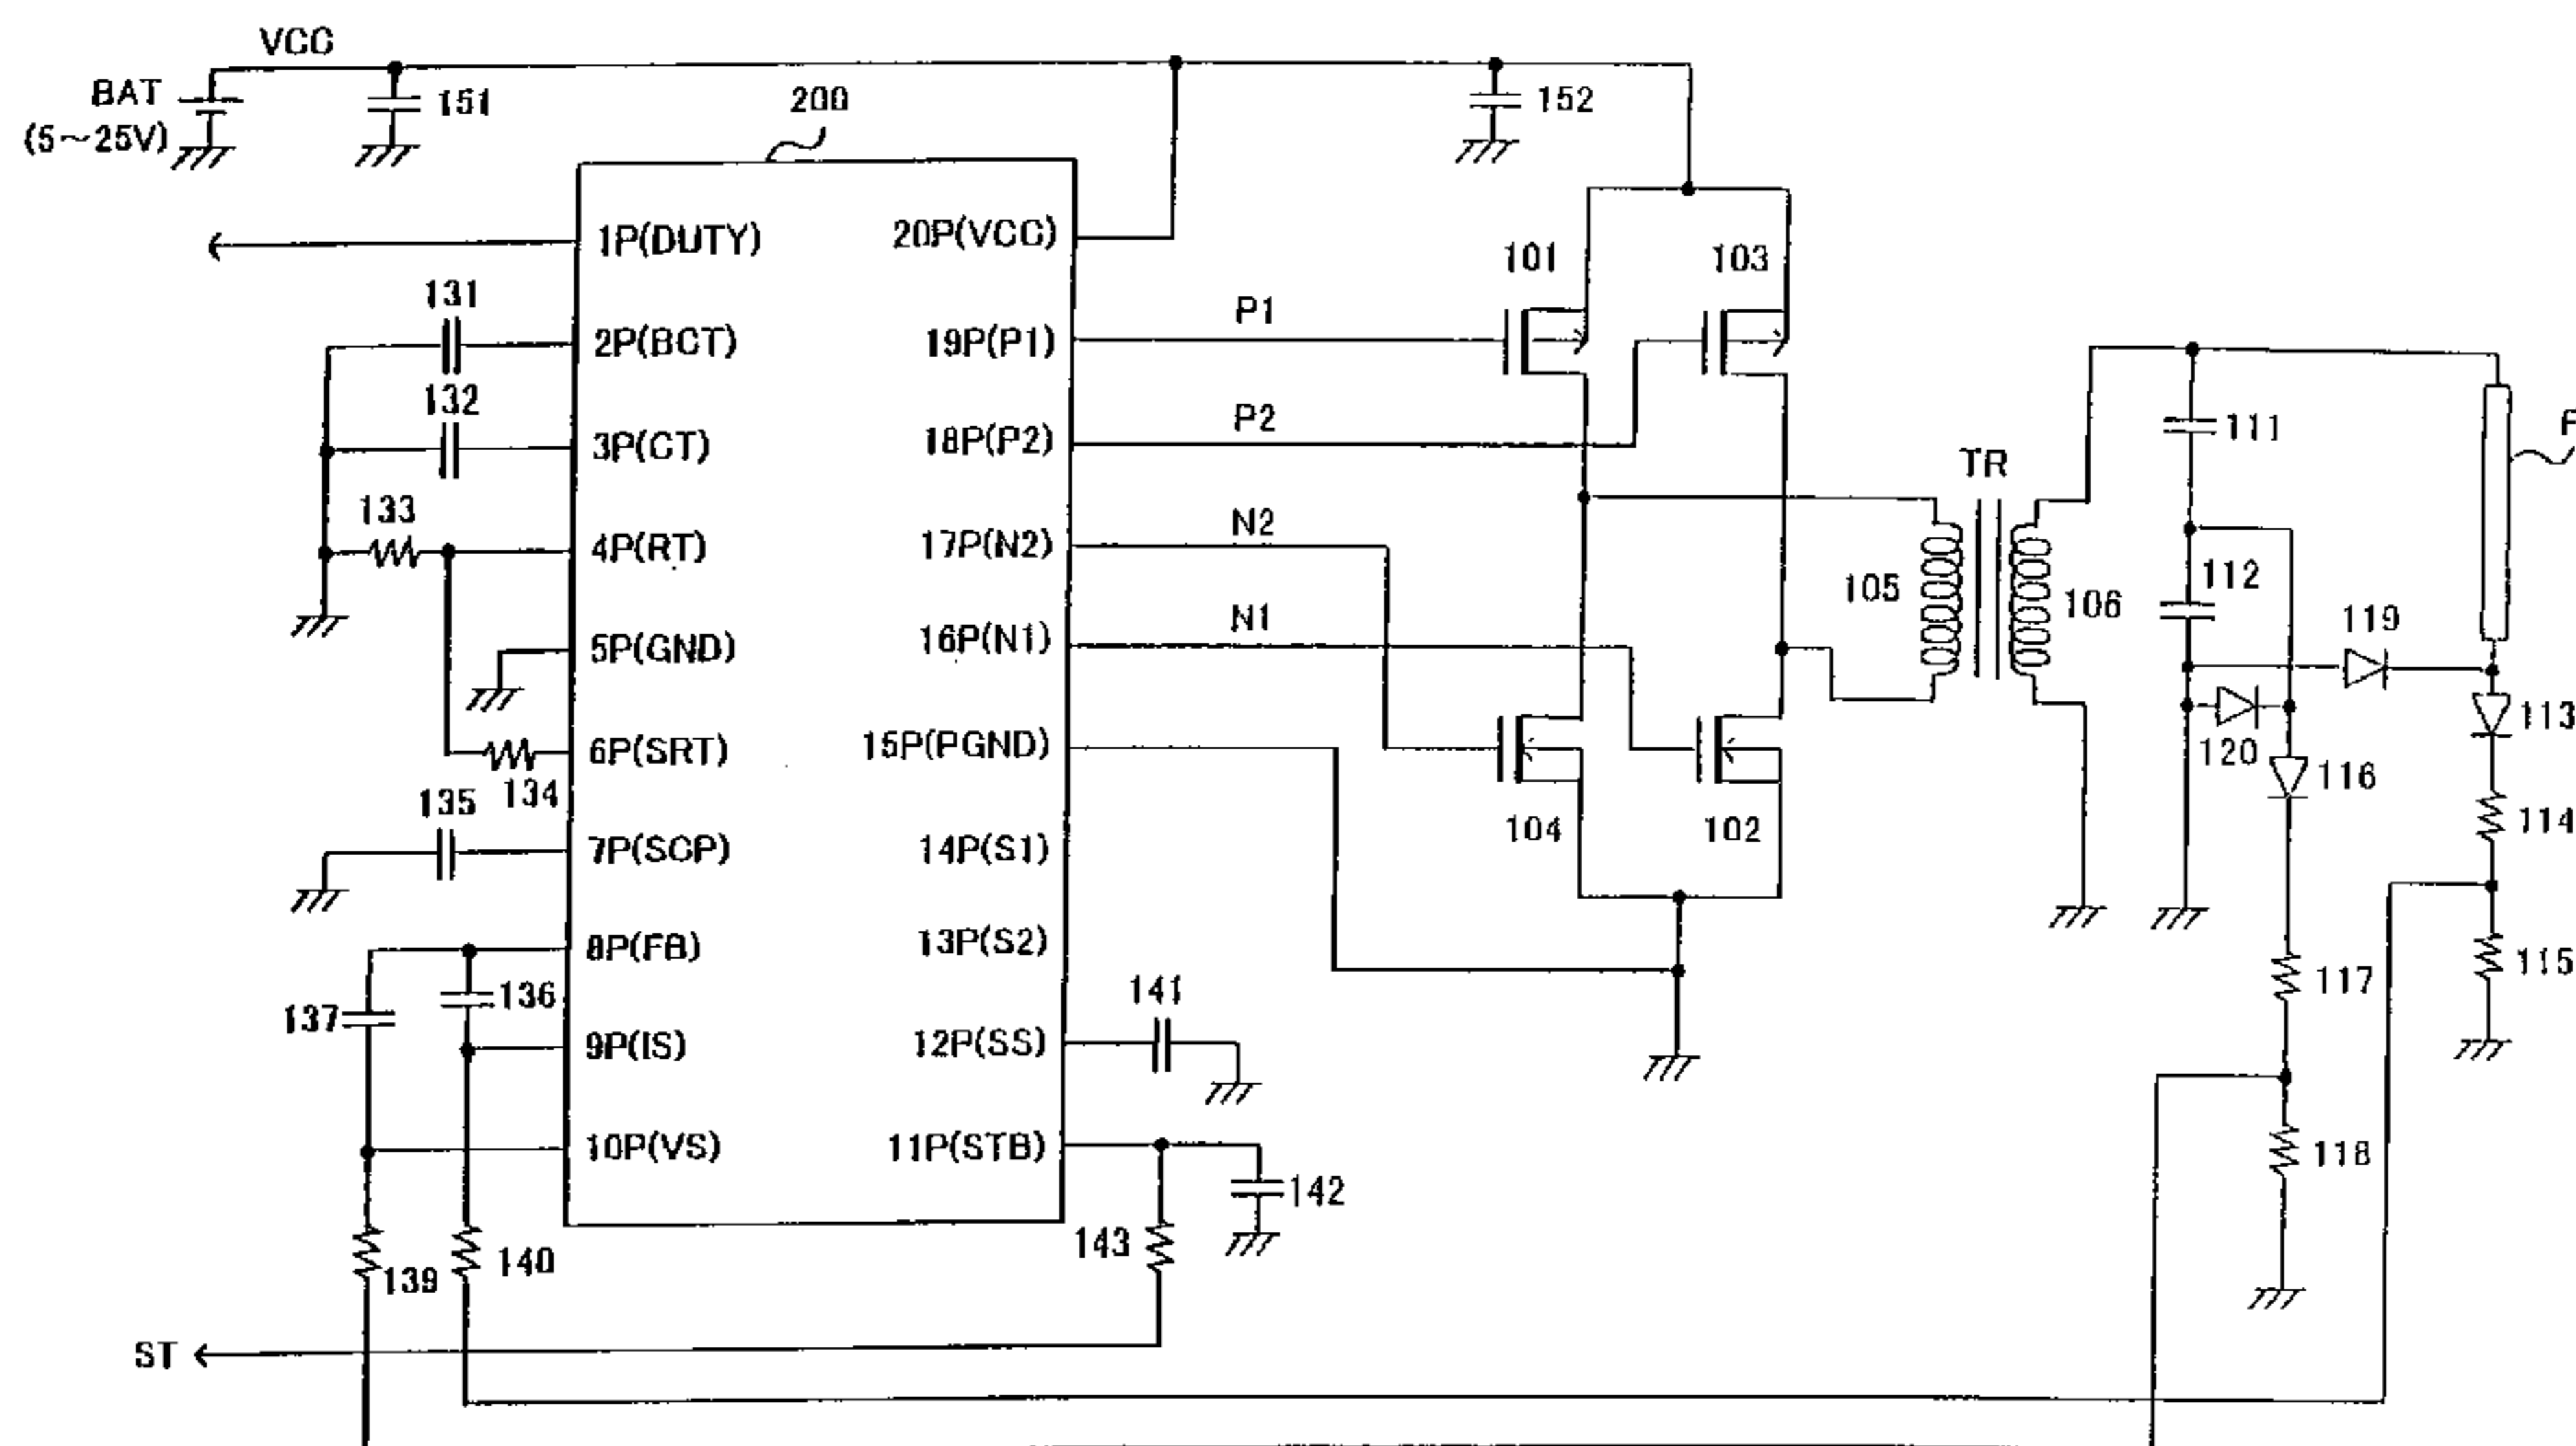 VCC
BAT
(5~25V)
151
200
152
1P(DUTY)
20P(VCC)
101
103
131
2P(BCT)
19P(P1)
P1
132
3P(CT)
18P(P2)
P2
111
F
TR
133
4P(RT)
17P(N2)
N2
105
106
112
5P(GND)
16P(N1)
N1
119
6P(SRT)
134
15P(PGND)
120
113
116
135
7P(SCP)
14P(S1)
104
102
114
8P(FB)
13P(S2)
137
136
141
117
115
9P(IS)
12P(SS)
10P(VS)
11P(STB)
118
142
139
140
143
ST